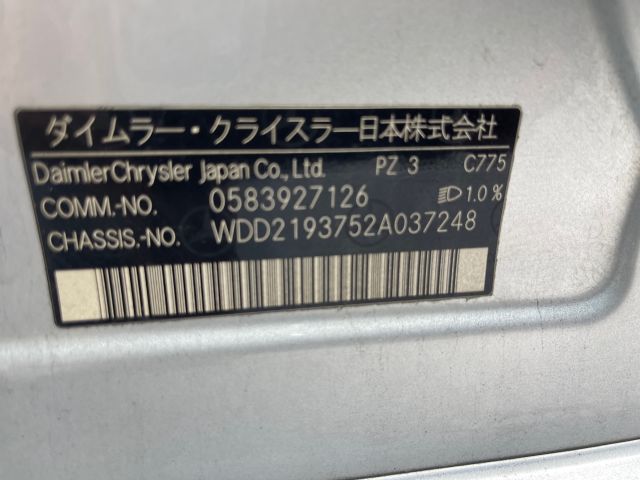 ダイムラー・クライスラー日本株式会社
DaimlerChrysler Japan Co., Ltd. PZ 3 C775
COMM.-NO. 0583927126 1.0%
CHASSIS.-NO. WDD2193752A037248